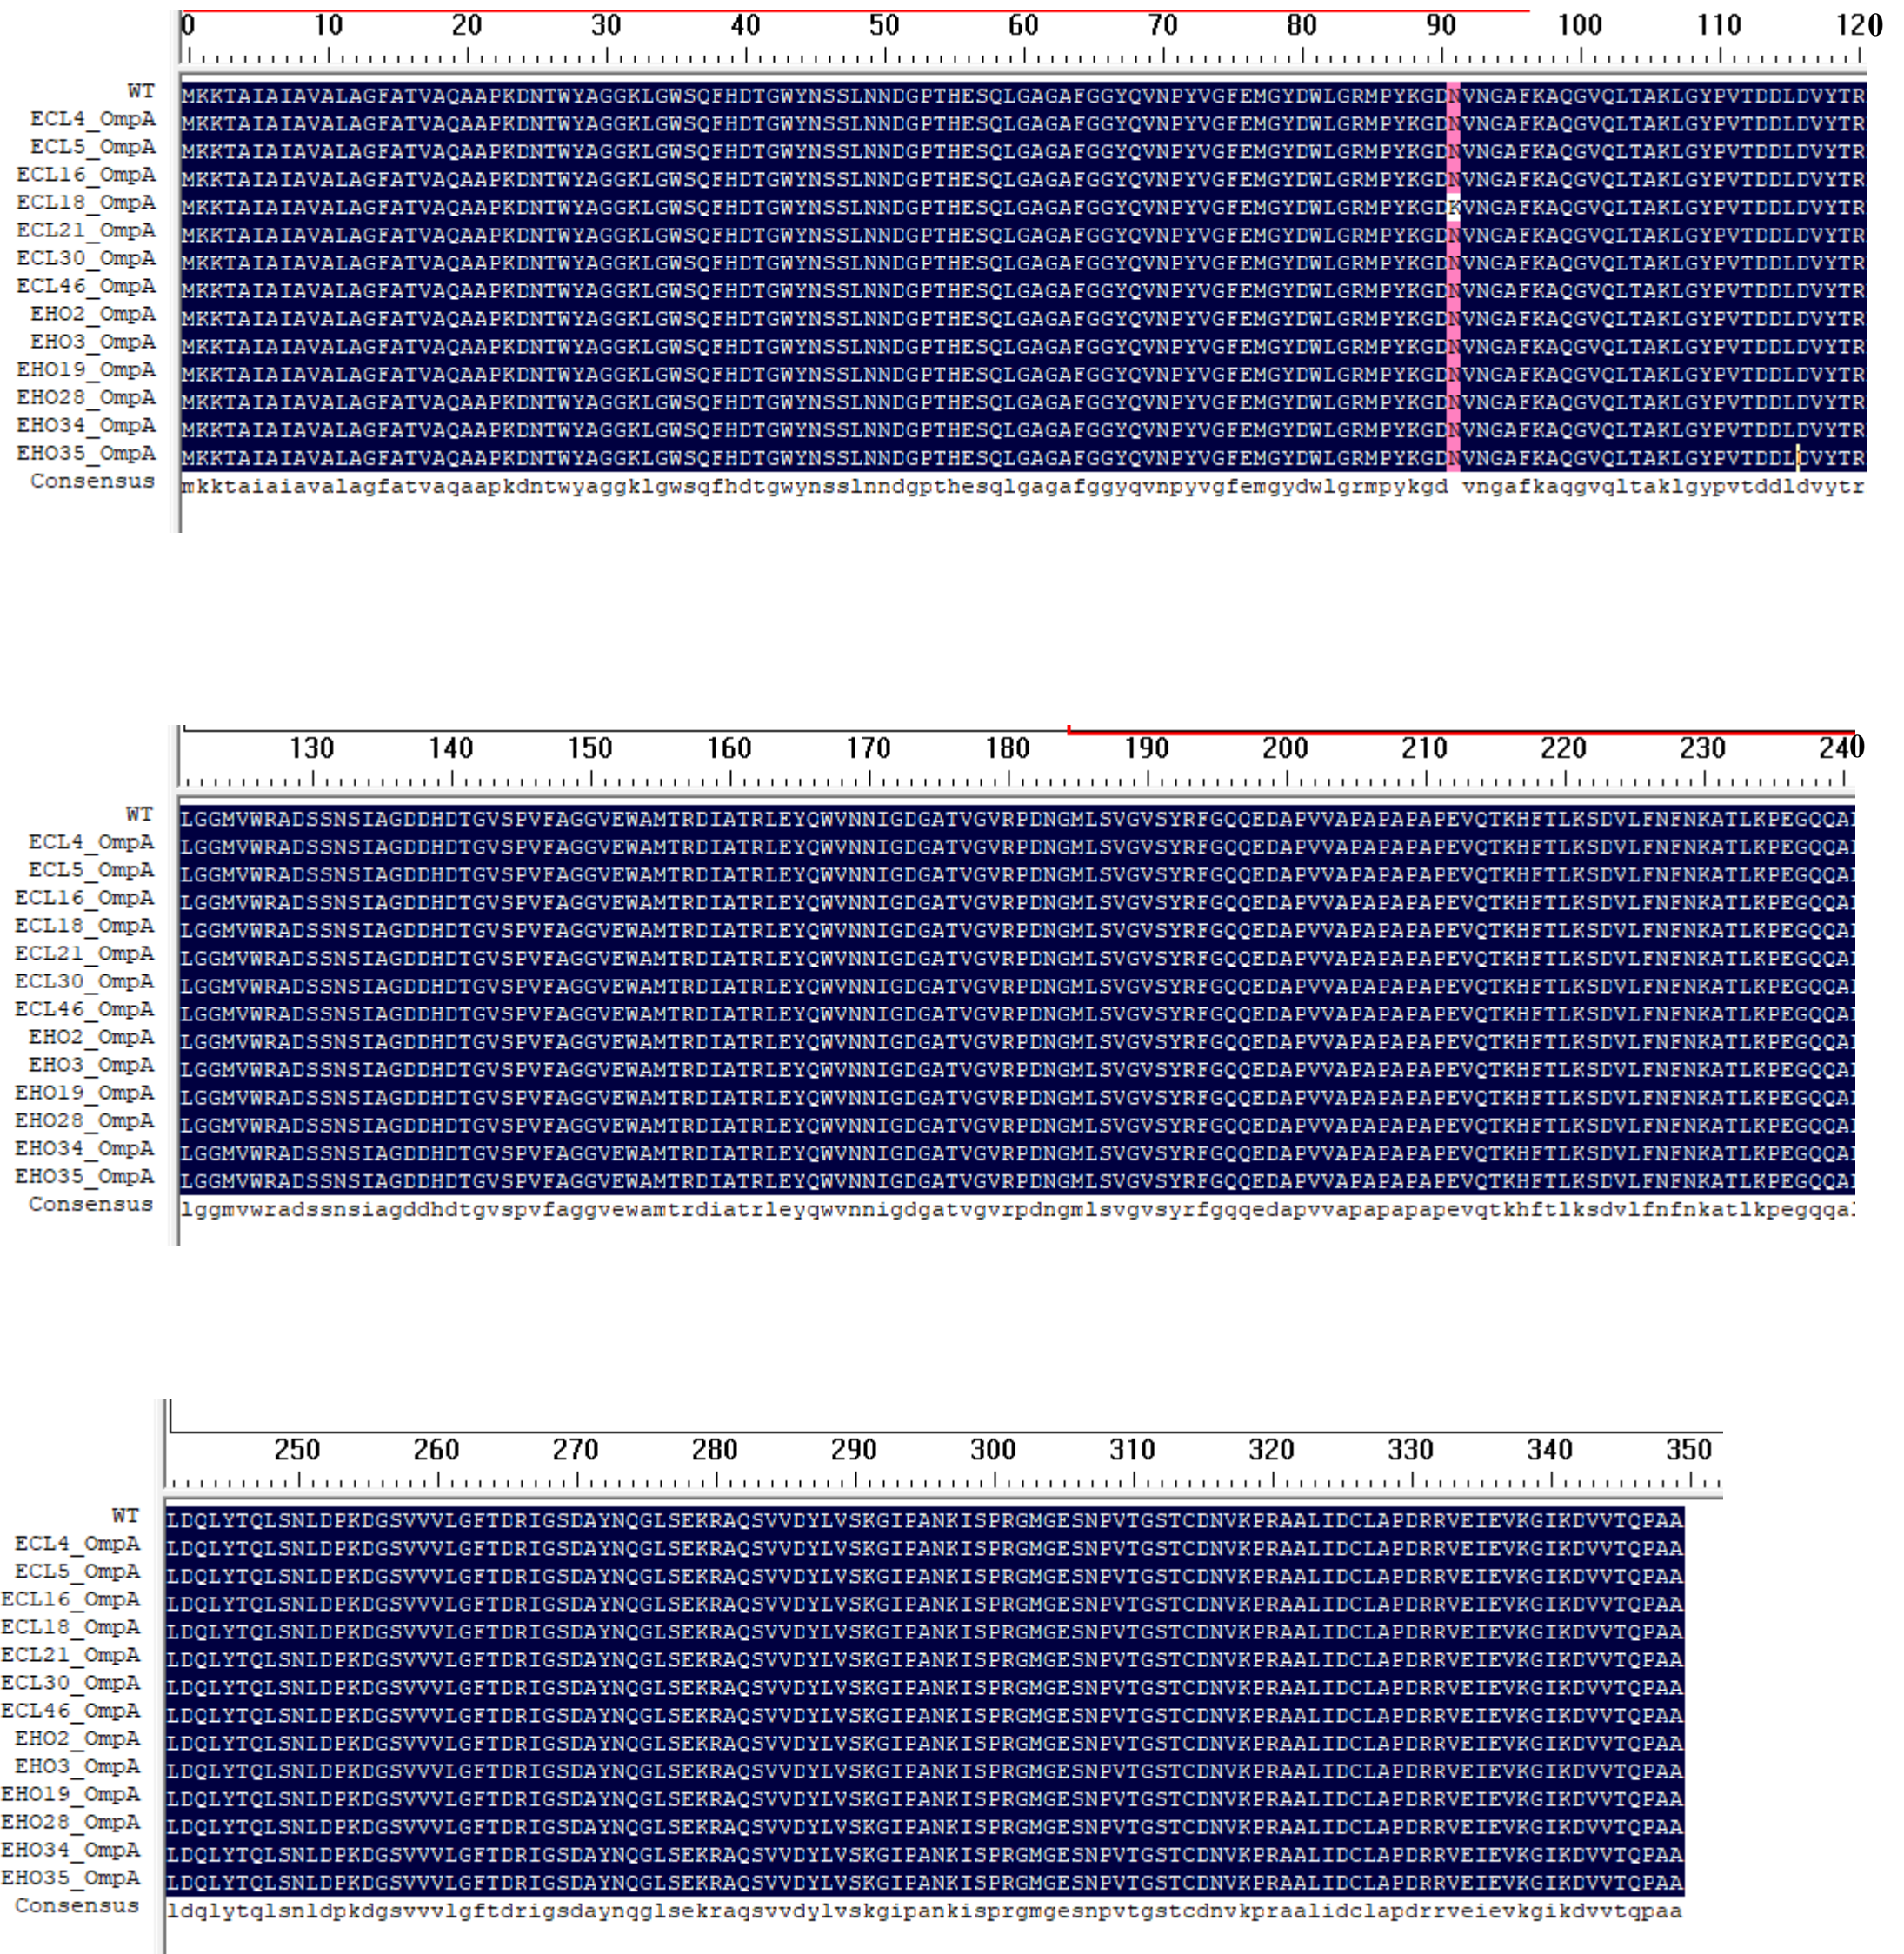 0 10 20 30 40 50 60 70 80 90 100 110 120
WT MKKTAIAIAVALAGFATVAQAAPKDNTWYAGGKLGWSQFHDTGWYNSSLNNDGPTHESQLGAGAFGGYQVNPYVGFEMGYDWLGRMPYKGDNVNGAFKAQGVQLTAKLGYPVTDDLDVYTR
ECL4_OmpA MKKTAIAIAVALAGFATVAQAAPKDNTWYAGGKLGWSQFHDTGWYNSSLNNDGPTHESQLGAGAFGGYQVNPYVGFEMGYDWLGRMPYKGDNVNGAFKAQGVQLTAKLGYPVTDDLDVYTR
ECL5_OmpA MKKTAIAIAVALAGFATVAQAAPKDNTWYAGGKLGWSQFHDTGWYNSSLNNDGPTHESQLGAGAFGGYQVNPYVGFEMGYDWLGRMPYKGDNVNGAFKAQGVQLTAKLGYPVTDDLDVYTR
ECL16_OmpA MKKTAIAIAVALAGFATVAQAAPKDNTWYAGGKLGWSQFHDTGWYNSSLNNDGPTHESQLGAGAFGGYQVNPYVGFEMGYDWLGRMPYKGDNVNGAFKAQGVQLTAKLGYPVTDDLDVYTR
ECL18_OmpA MKKTAIAIAVALAGFATVAQAAPKDNTWYAGGKLGWSQFHDTGWYNSSLNNDGPTHESQLGAGAFGGYQVNPYVGFEMGYDWLGRMPYKGDKVNGAFKAQGVQLTAKLGYPVTDDLDVYTR
ECL21_OmpA MKKTAIAIAVALAGFATVAQAAPKDNTWYAGGKLGWSQFHDTGWYNSSLNNDGPTHESQLGAGAFGGYQVNPYVGFEMGYDWLGRMPYKGDNVNGAFKAQGVQLTAKLGYPVTDDLDVYTR
ECL30_OmpA MKKTAIAIAVALAGFATVAQAAPKDNTWYAGGKLGWSQFHDTGWYNSSLNNDGPTHESQLGAGAFGGYQVNPYVGFEMGYDWLGRMPYKGDNVNGAFKAQGVQLTAKLGYPVTDDLDVYTR
ECL46_OmpA MKKTAIAIAVALAGFATVAQAAPKDNTWYAGGKLGWSQFHDTGWYNSSLNNDGPTHESQLGAGAFGGYQVNPYVGFEMGYDWLGRMPYKGDNVNGAFKAQGVQLTAKLGYPVTDDLDVYTR
EHO2_OmpA MKKTAIAIAVALAGFATVAQAAPKDNTWYAGGKLGWSQFHDTGWYNSSLNNDGPTHESQLGAGAFGGYQVNPYVGFEMGYDWLGRMPYKGDNVNGAFKAQGVQLTAKLGYPVTDDLDVYTR
EHO3_OmpA MKKTAIAIAVALAGFATVAQAAPKDNTWYAGGKLGWSQFHDTGWYNSSLNNDGPTHESQLGAGAFGGYQVNPYVGFEMGYDWLGRMPYKGDNVNGAFKAQGVQLTAKLGYPVTDDLDVYTR
EHO19_OmpA MKKTAIAIAVALAGFATVAQAAPKDNTWYAGGKLGWSQFHDTGWYNSSLNNDGPTHESQLGAGAFGGYQVNPYVGFEMGYDWLGRMPYKGDNVNGAFKAQGVQLTAKLGYPVTDDLDVYTR
EHO28_OmpA MKKTAIAIAVALAGFATVAQAAPKDNTWYAGGKLGWSQFHDTGWYNSSLNNDGPTHESQLGAGAFGGYQVNPYVGFEMGYDWLGRMPYKGDNVNGAFKAQGVQLTAKLGYPVTDDLDVYTR
EHO34_OmpA MKKTAIAIAVALAGFATVAQAAPKDNTWYAGGKLGWSQFHDTGWYNSSLNNDGPTHESQLGAGAFGGYQVNPYVGFEMGYDWLGRMPYKGDNVNGAFKAQGVQLTAKLGYPVTDDLDVYTR
EHO35_OmpA MKKTAIAIAVALAGFATVAQAAPKDNTWYAGGKLGWSQFHDTGWYNSSLNNDGPTHESQLGAGAFGGYQVNPYVGFEMGYDWLGRMPYKGDNVNGAFKAQGVQLTAKLGYPVTDDLDVYTR
Consensus mkktaiaiavalagfatvaqaapkdntwyaggklgwsqfhdtgwynsslnndgpthesqlgagafggyqvnpyvgfemgydwlgrmpykgd vngafkaqgvqltaklgypvtddldvytr
130 140 150 160 170 180 190 200 210 220 230 240
WT LGGMVWRADSSNSIAGDDHDTGVSPVFAGGVEWAMTRDIATRLEYQWVNNIGDGATVGVRPDNGMLSVGVSYRFGQQEDAPVVAPAPAPAPEVQTKHFTLKSDVLFNFNKATLKPEGQQA
ECL4_OmpA LGGMVWRADSSNSIAGDDHDTGVSPVFAGGVEWAMTRDIATRLEYQWVNNIGDGATVGVRPDNGMLSVGVSYRFGQQEDAPVVAPAPAPAPEVQTKHFTLKSDVLFNFNKATLKPEGQQA
ECL5_OmpA LGGMVWRADSSNSIAGDDHDTGVSPVFAGGVEWAMTRDIATRLEYQWVNNIGDGATVGVRPDNGMLSVGVSYRFGQQEDAPVVAPAPAPAPEVQTKHFTLKSDVLFNFNKATLKPEGQQA
ECL16_OmpA LGGMVWRADSSNSIAGDDHDTGVSPVFAGGVEWAMTRDIATRLEYQWVNNIGDGATVGVRPDNGMLSVGVSYRFGQQEDAPVVAPAPAPAPEVQTKHFTLKSDVLFNFNKATLKPEGQQA
ECL18_OmpA LGGMVWRADSSNSIAGDDHDTGVSPVFAGGVEWAMTRDIATRLEYQWVNNIGDGATVGVRPDNGMLSVGVSYRFGQQEDAPVVAPAPAPAPEVQTKHFTLKSDVLFNFNKATLKPEGQQA
ECL21_OmpA LGGMVWRADSSNSIAGDDHDTGVSPVFAGGVEWAMTRDIATRLEYQWVNNIGDGATVGVRPDNGMLSVGVSYRFGQQEDAPVVAPAPAPAPEVQTKHFTLKSDVLFNFNKATLKPEGQQA
ECL30_OmpA LGGMVWRADSSNSIAGDDHDTGVSPVFAGGVEWAMTRDIATRLEYQWVNNIGDGATVGVRPDNGMLSVGVSYRFGQQEDAPVVAPAPAPAPEVQTKHFTLKSDVLFNFNKATLKPEGQQA
ECL46_OmpA LGGMVWRADSSNSIAGDDHDTGVSPVFAGGVEWAMTRDIATRLEYQWVNNIGDGATVGVRPDNGMLSVGVSYRFGQQEDAPVVAPAPAPAPEVQTKHFTLKSDVLFNFNKATLKPEGQQA
EHO2_OmpA LGGMVWRADSSNSIAGDDHDTGVSPVFAGGVEWAMTRDIATRLEYQWVNNIGDGATVGVRPDNGMLSVGVSYRFGQQEDAPVVAPAPAPAPEVQTKHFTLKSDVLFNFNKATLKPEGQQA
EHO3_OmpA LGGMVWRADSSNSIAGDDHDTGVSPVFAGGVEWAMTRDIATRLEYQWVNNIGDGATVGVRPDNGMLSVGVSYRFGQQEDAPVVAPAPAPAPEVQTKHFTLKSDVLFNFNKATLKPEGQQA
EHO19_OmpA LGGMVWRADSSNSIAGDDHDTGVSPVFAGGVEWAMTRDIATRLEYQWVNNIGDGATVGVRPDNGMLSVGVSYRFGQQEDAPVVAPAPAPAPEVQTKHFTLKSDVLFNFNKATLKPEGQQA
EHO28_OmpA LGGMVWRADSSNSIAGDDHDTGVSPVFAGGVEWAMTRDIATRLEYQWVNNIGDGATVGVRPDNGMLSVGVSYRFGQQEDAPVVAPAPAPAPEVQTKHFTLKSDVLFNFNKATLKPEGQQA
EHO34_OmpA LGGMVWRADSSNSIAGDDHDTGVSPVFAGGVEWAMTRDIATRLEYQWVNNIGDGATVGVRPDNGMLSVGVSYRFGQQEDAPVVAPAPAPAPEVQTKHFTLKSDVLFNFNKATLKPEGQQA
EHO35_OmpA LGGMVWRADSSNSIAGDDHDTGVSPVFAGGVEWAMTRDIATRLEYQWVNNIGDGATVGVRPDNGMLSVGVSYRFGQQEDAPVVAPAPAPAPEVQTKHFTLKSDVLFNFNKATLKPEGQQA
Consensus lggmvwradssnsiagddhdtgvspvfaggvewamtrdiatrleyqwvnnigdgatvgvrpdngmlsvgvsyrfgqqedapvvapapapapevqtkhftlksdvlfnfnkatlkpegqqa
250 260 270 280 290 300 310 320 330 340 350
WT LDQLYTQLSNLDPKDGSVVVLGFTDRIGSDAYNQGLSEKRAQSVVDYLVSKGIPANKISPRGMGESNPVTGSTCDNVKPRAALIDCLAPDRRVEIEVKGIKDVVTQPAA
ECL4_OmpA LDQLYTQLSNLDPKDGSVVVLGFTDRIGSDAYNQGLSEKRAQSVVDYLVSKGIPANKISPRGMGESNPVTGSTCDNVKPRAALIDCLAPDRRVEIEVKGIKDVVTQPAA
ECL5_OmpA LDQLYTQLSNLDPKDGSVVVLGFTDRIGSDAYNQGLSEKRAQSVVDYLVSKGIPANKISPRGMGESNPVTGSTCDNVKPRAALIDCLAPDRRVEIEVKGIKDVVTQPAA
ECL16_OmpA LDQLYTQLSNLDPKDGSVVVLGFTDRIGSDAYNQGLSEKRAQSVVDYLVSKGIPANKISPRGMGESNPVTGSTCDNVKPRAALIDCLAPDRRVEIEVKGIKDVVTQPAA
ECL18_OmpA LDQLYTQLSNLDPKDGSVVVLGFTDRIGSDAYNQGLSEKRAQSVVDYLVSKGIPANKISPRGMGESNPVTGSTCDNVKPRAALIDCLAPDRRVEIEVKGIKDVVTQPAA
ECL21_OmpA LDQLYTQLSNLDPKDGSVVVLGFTDRIGSDAYNQGLSEKRAQSVVDYLVSKGIPANKISPRGMGESNPVTGSTCDNVKPRAALIDCLAPDRRVEIEVKGIKDVVTQPAA
ECL30_OmpA LDQLYTQLSNLDPKDGSVVVLGFTDRIGSDAYNQGLSEKRAQSVVDYLVSKGIPANKISPRGMGESNPVTGSTCDNVKPRAALIDCLAPDRRVEIEVKGIKDVVTQPAA
ECL46_OmpA LDQLYTQLSNLDPKDGSVVVLGFTDRIGSDAYNQGLSEKRAQSVVDYLVSKGIPANKISPRGMGESNPVTGSTCDNVKPRAALIDCLAPDRRVEIEVKGIKDVVTQPAA
EHO2_OmpA LDQLYTQLSNLDPKDGSVVVLGFTDRIGSDAYNQGLSEKRAQSVVDYLVSKGIPANKISPRGMGESNPVTGSTCDNVKPRAALIDCLAPDRRVEIEVKGIKDVVTQPAA
EHO3_OmpA LDQLYTQLSNLDPKDGSVVVLGFTDRIGSDAYNQGLSEKRAQSVVDYLVSKGIPANKISPRGMGESNPVTGSTCDNVKPRAALIDCLAPDRRVEIEVKGIKDVVTQPAA
EHO19_OmpA LDQLYTQLSNLDPKDGSVVVLGFTDRIGSDAYNQGLSEKRAQSVVDYLVSKGIPANKISPRGMGESNPVTGSTCDNVKPRAALIDCLAPDRRVEIEVKGIKDVVTQPAA
EHO28_OmpA LDQLYTQLSNLDPKDGSVVVLGFTDRIGSDAYNQGLSEKRAQSVVDYLVSKGIPANKISPRGMGESNPVTGSTCDNVKPRAALIDCLAPDRRVEIEVKGIKDVVTQPAA
EHO34_OmpA LDQLYTQLSNLDPKDGSVVVLGFTDRIGSDAYNQGLSEKRAQSVVDYLVSKGIPANKISPRGMGESNPVTGSTCDNVKPRAALIDCLAPDRRVEIEVKGIKDVVTQPAA
EHO35_OmpA LDQLYTQLSNLDPKDGSVVVLGFTDRIGSDAYNQGLSEKRAQSVVDYLVSKGIPANKISPRGMGESNPVTGSTCDNVKPRAALIDCLAPDRRVEIEVKGIKDVVTQPAA
Consensus ldqlytqlsnldpkdgsvvvlgftdrigsdaynqglsekraqsvvdylvskgipankisprgmgesnpvtgstcdnvkpraalidclapdrrveievkgikdvvtqpaa